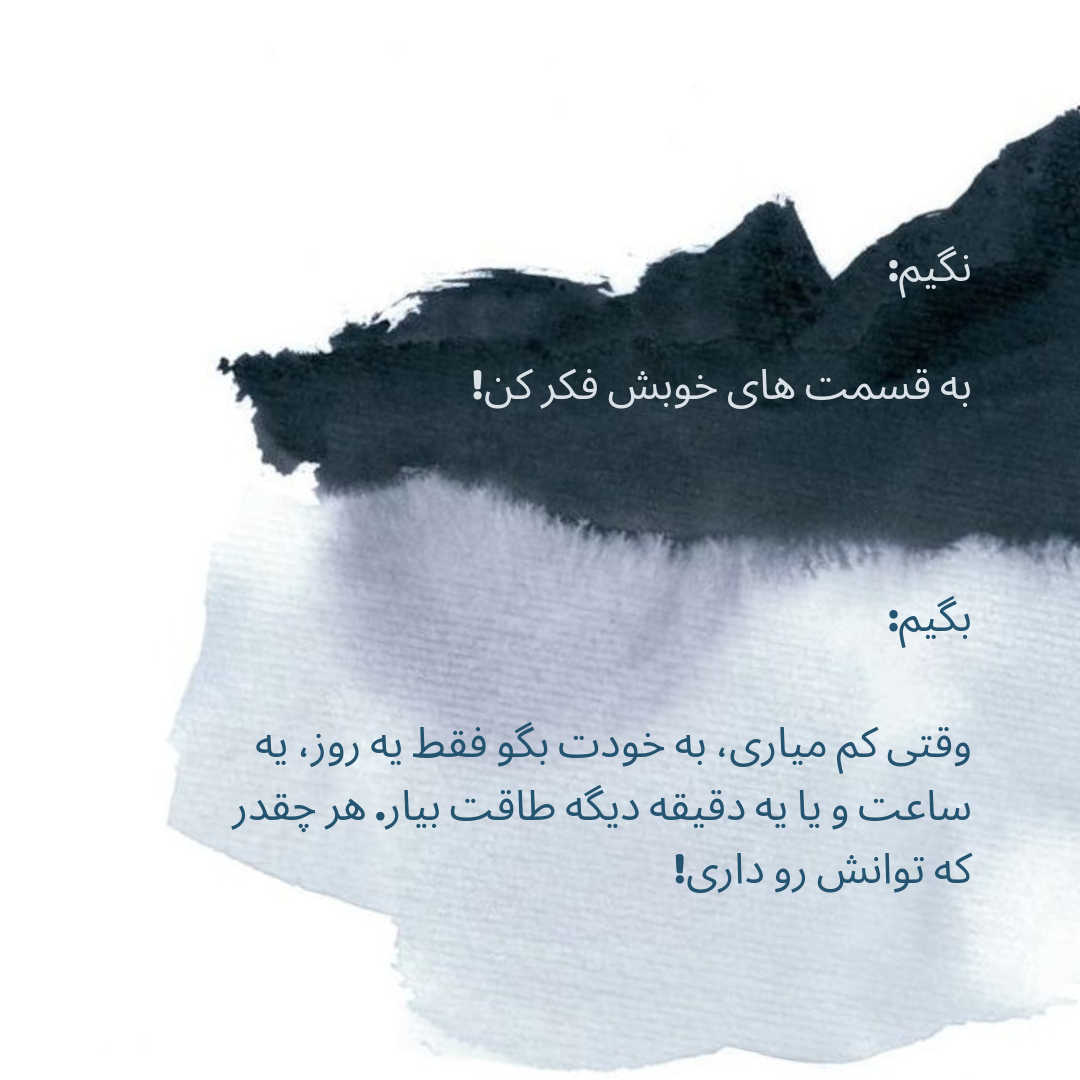 نگیم:
به قسمت های خوبش فکر کن!
بگیم:
وقتی کم میاری، به خودت بگو فقط یه روز، یه
ساعت و یا یه دقیقه دیگه طاقت بیار. هر چقدر
که توانش رو داری!